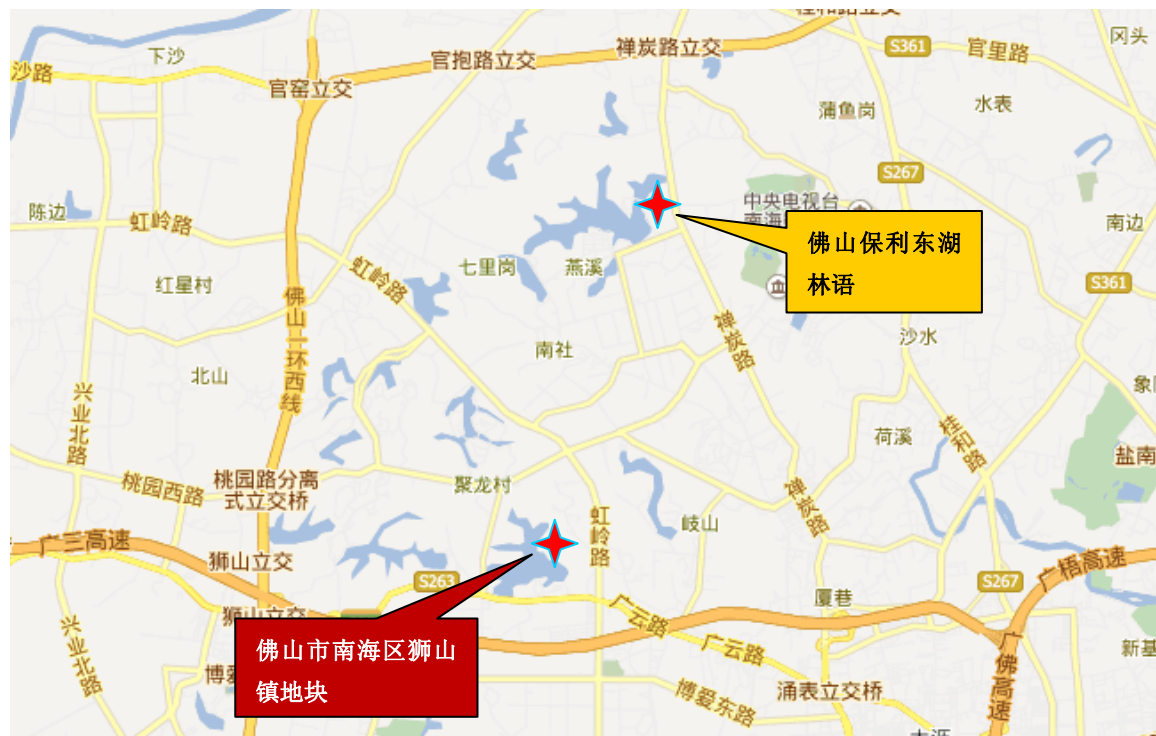 桂和路立交
冈头
下沙
禅炭路立交
S361
官里路
官抱路立交
沙路
官窑立交
水表
蒲鱼岗
S267
中央电视台
陈边
虹岭路
南边
佛山保利东湖
林语
七里岗
燕溪
虹岭路
红星村
S361
佛山一环西线
禅炭路
沙水
南社
北山
兴业北路
桂和路
荷溪
盐南
桃园路分离
式立交桥
桃园西路
聚龙村
禅炭路
虹岭路
岐山
广三高速
狮山立交
S263
S267
广梧高速
厦巷
狮山立交
广云路
广云路
广佛高速
新基
兴业北路
佛山市南海区狮山
镇地块
博爱东路
涌表立交桥